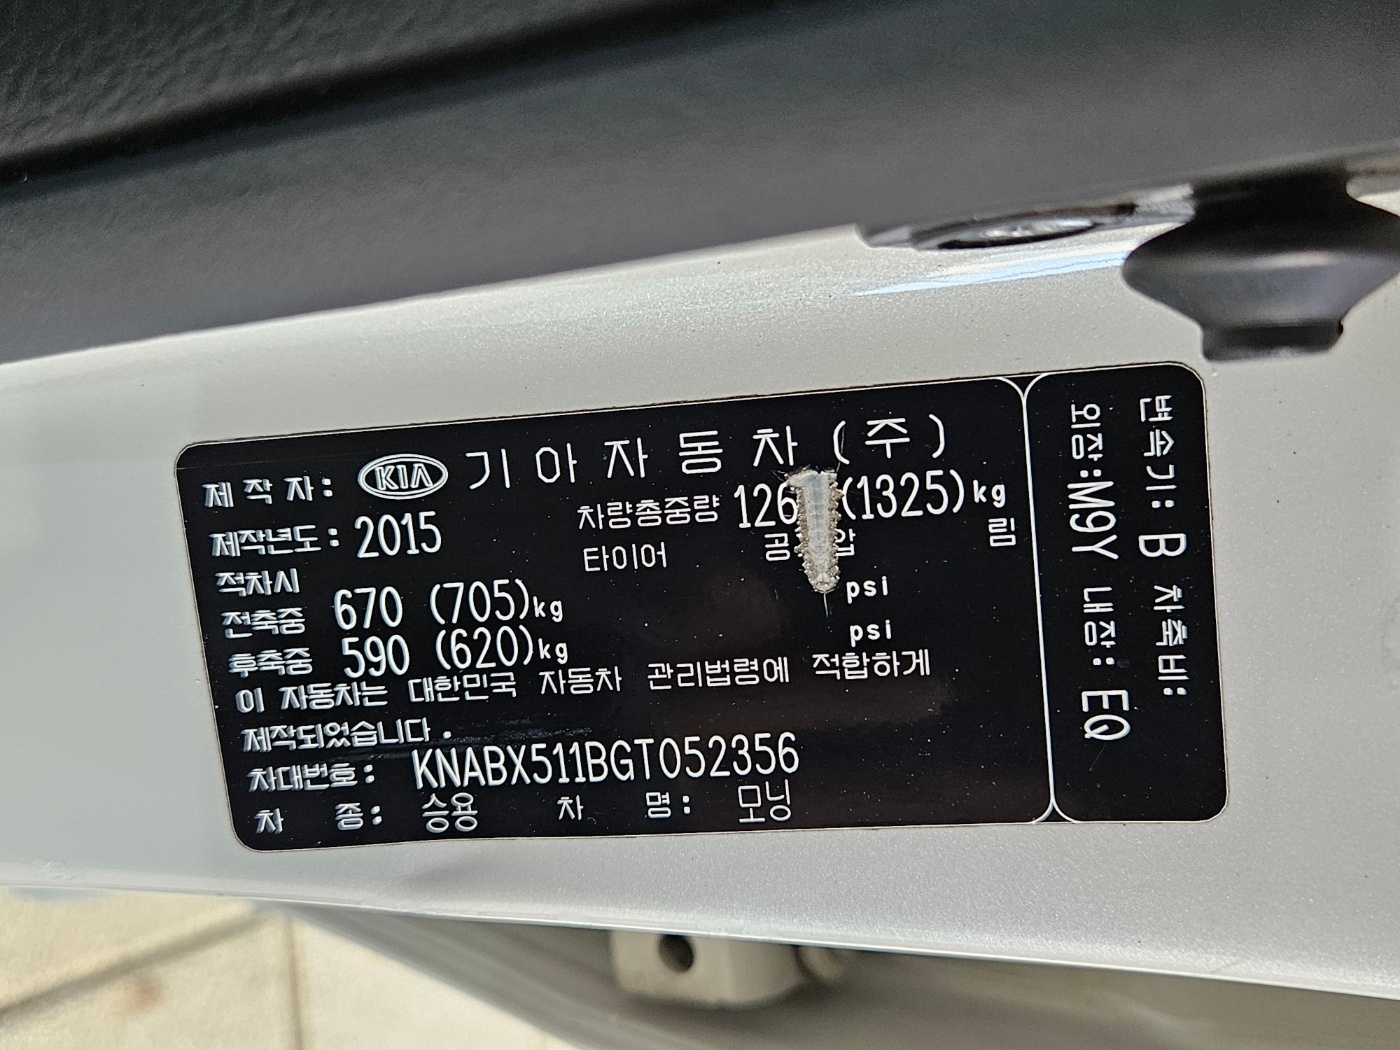 제 작 자: KIA 기 아 자 동 차 (주)
제작년도: 2015 차량총중량 126 (1325)kg
적차시 타이어 림
전축중 670 (705)kg psi
후축중 590 (620)kg psi
이 자동차는 대한민국 자동차 관리법령에 적합하게
제작되었습니다.
차대번호: KNABX511BGT052356
차 종: 승용 차 명: 모닝
변속기: B 차축비:
외장:M9Y 내장: EQ